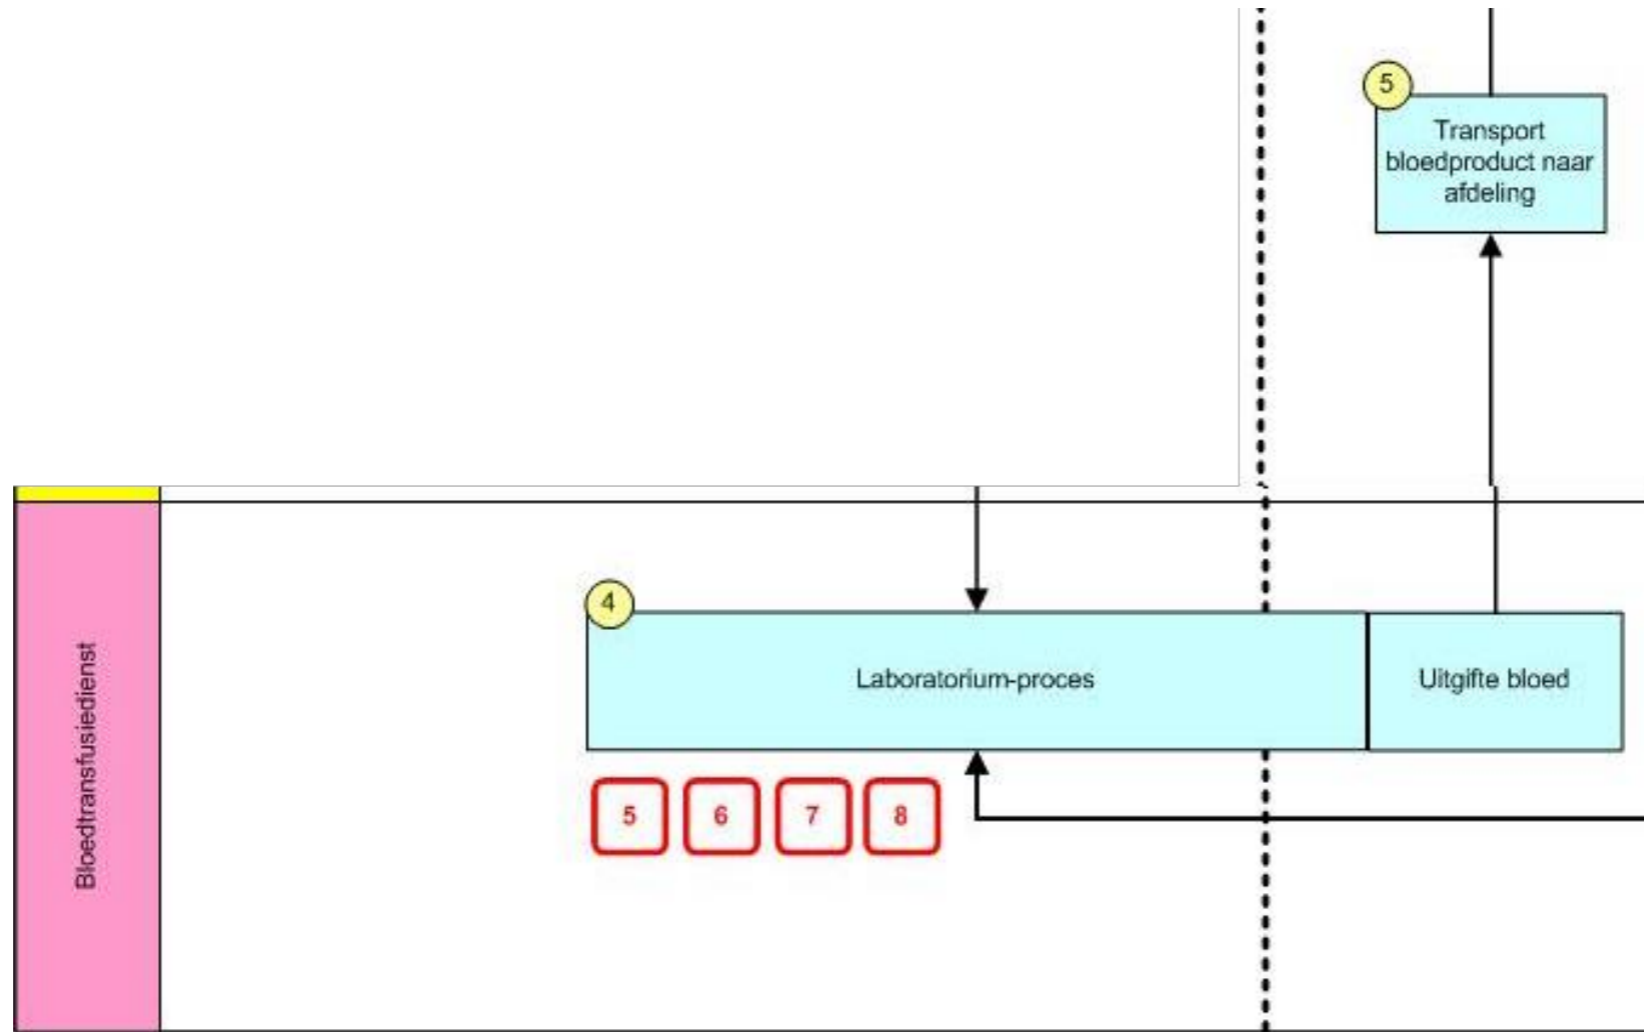 5
Transport
bloedproduct naar
afdeling
4
Laboratorium-proces
Uitgifte bloed
5 6 7 8
Bloedtransfusiedienst